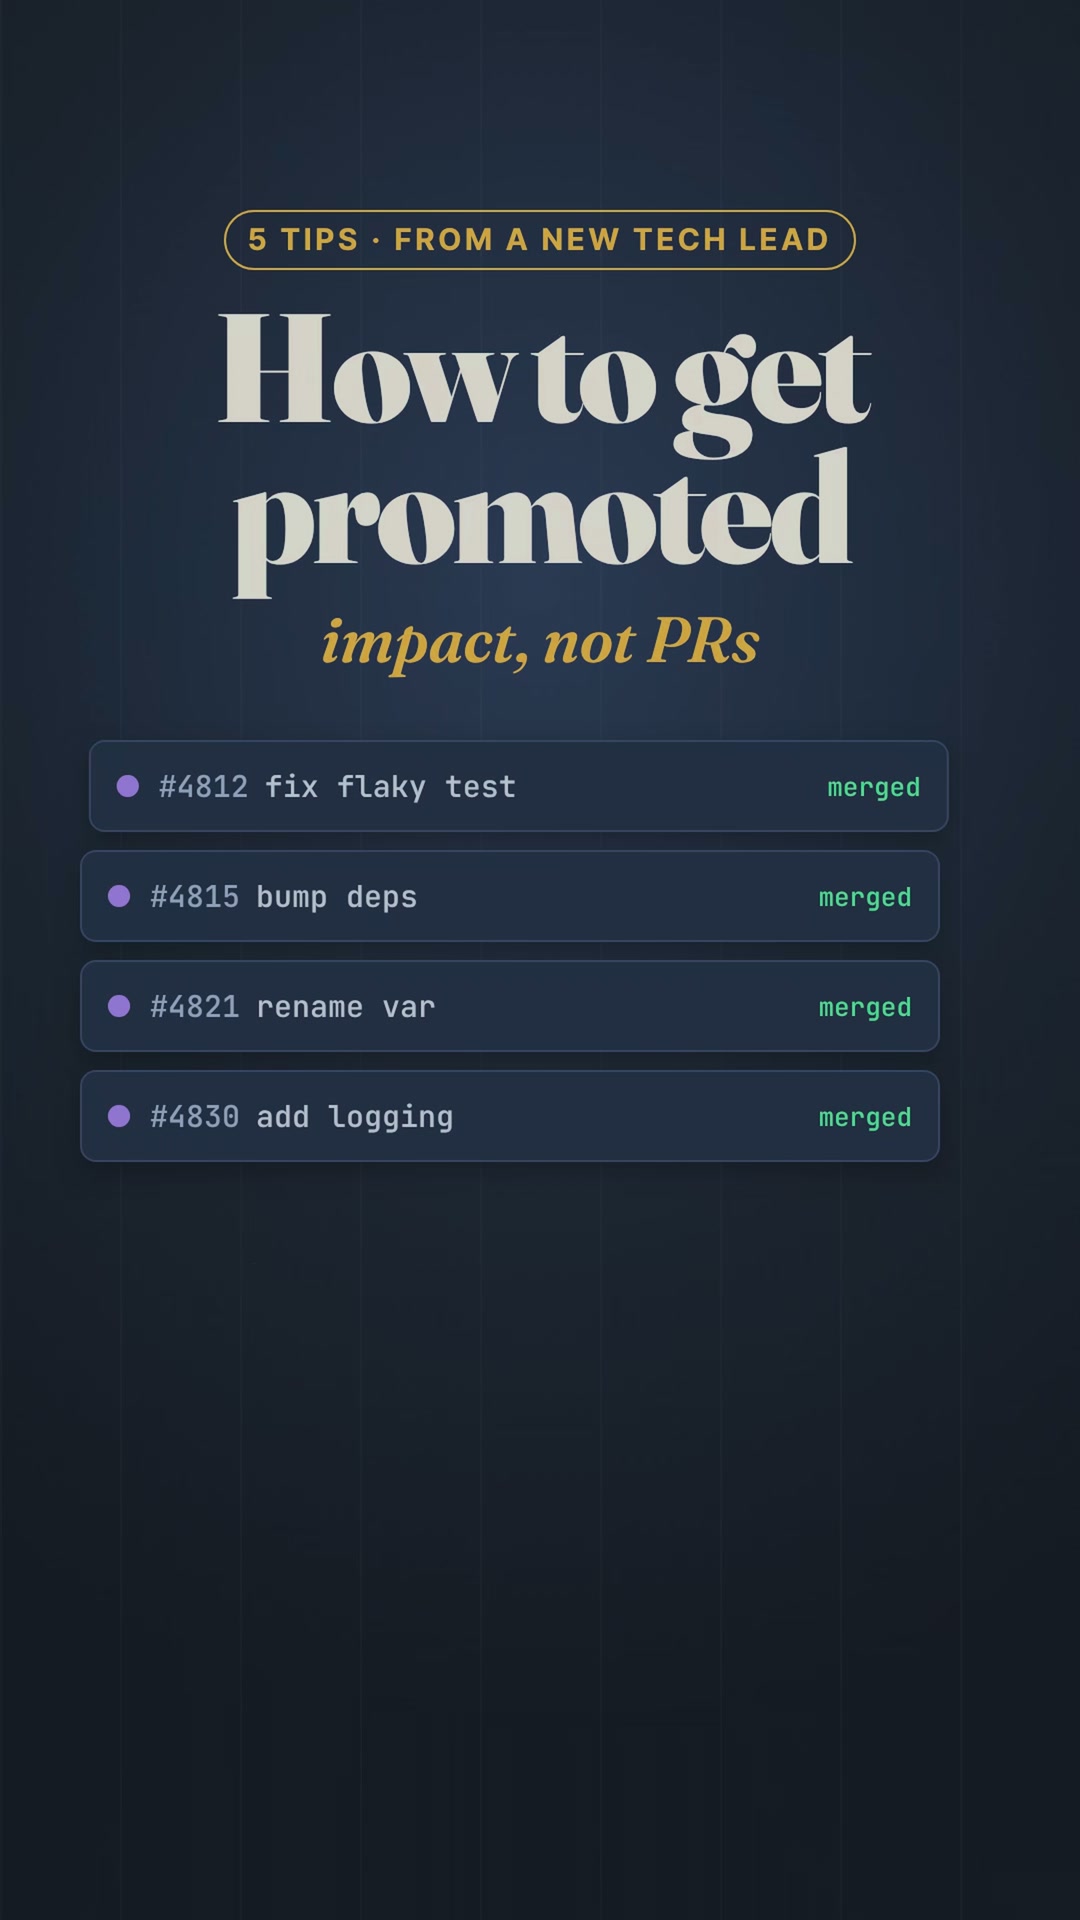 5 TIPS · FROM A NEW TECH LEAD
How to get
promoted
impact, not PRs
#4812 fix flaky test merged
#4815 bump deps merged
#4821 rename var merged
#4830 add logging merged